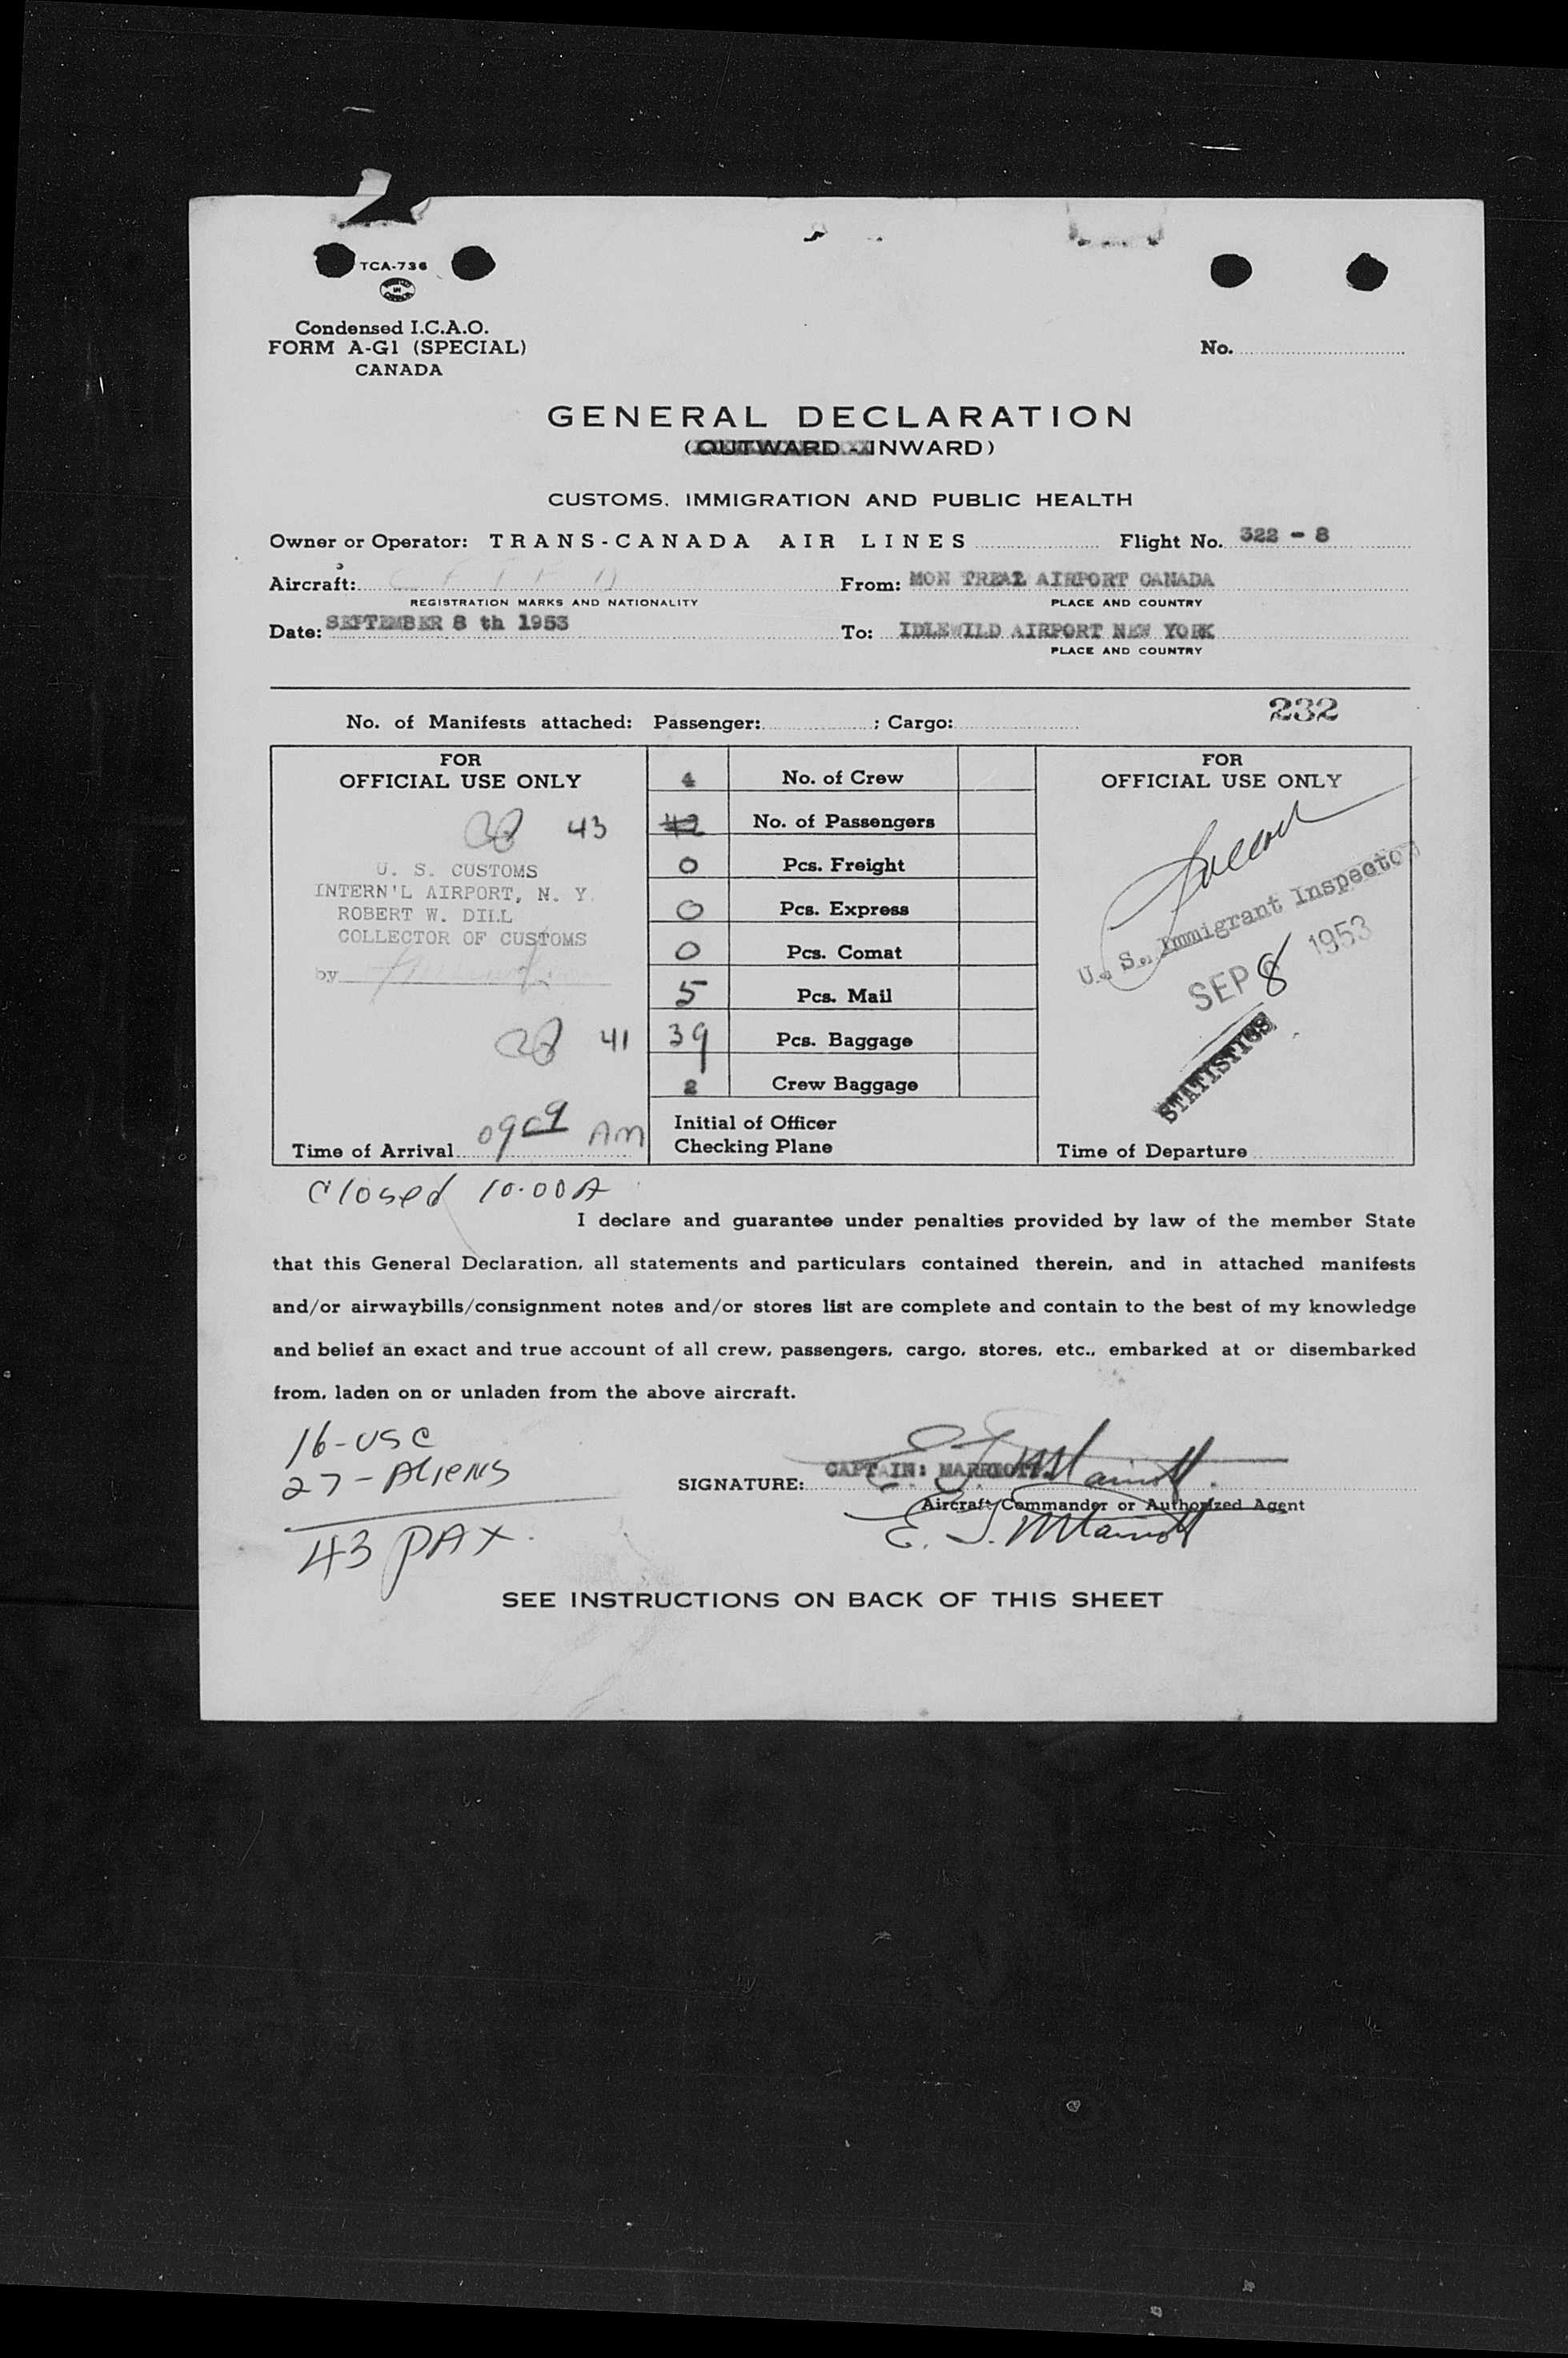 TCA-736
Condensed I.C.A.O.
FORM A-G1 (SPECIAL)
CANADA
No.
GENERAL DECLARATION
(OUTWARD - INWARD)
CUSTOMS, IMMIGRATION AND PUBLIC HEALTH
Owner or Operator: TRANS-CANADA AIR LINES Flight No. 322 - 8
Aircraft: From: MON TREAL AIRPORT CANADA
REGISTRATION MARKS AND NATIONALITY PLACE AND COUNTRY
Date: SEPTEMBER 8 th 1953 To: IDLEWILD AIRPORT NEW YORK
PLACE AND COUNTRY
232
No. of Manifests attached: Passenger: ; Cargo:
FOR
OFFICIAL USE ONLY
43
U. S. CUSTOMS
INTERN'L AIRPORT, N. Y.
ROBERT W. DILL
COLLECTOR OF CUSTOMS
by
41
Time of Arrival 0909 AM
4 No. of Crew
42 No. of Passengers
0 Pcs. Freight
0 Pcs. Express
0 Pcs. Comat
5 Pcs. Mail
39 Pcs. Baggage
2 Crew Baggage
Initial of Officer
Checking Plane
FOR
OFFICIAL USE ONLY
U. S. Immigrant Inspector
SEP 8 1953
STATISTICS
Time of Departure
Closed 10.00A
I declare and guarantee under penalties provided by law of the member State
that this General Declaration, all statements and particulars contained therein, and in attached manifests
and/or airwaybills/consignment notes and/or stores list are complete and contain to the best of my knowledge
and belief an exact and true account of all crew, passengers, cargo, stores, etc., embarked at or disembarked
from, laden on or unladen from the above aircraft.
16-USC
27-Aliens
43 PAX.
SIGNATURE: CAPTAIN: MARRIOTT. E. J. Marriott.
Aircraft Commander or Authorized Agent
E. J. Marriott
SEE INSTRUCTIONS ON BACK OF THIS SHEET